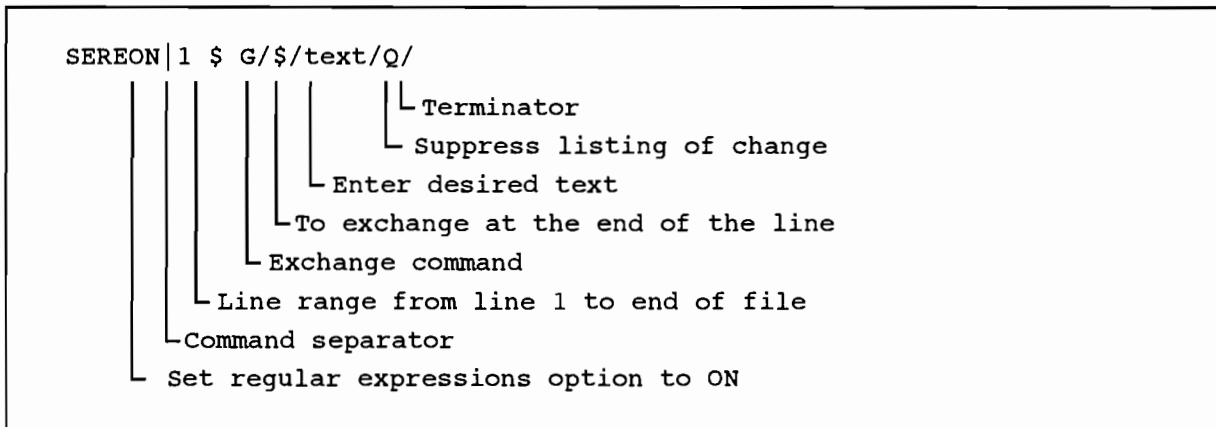 SEREON|1 $ G/$/text/Q/
Terminator
Suppress listing of change
Enter desired text
To exchange at the end of the line
Exchange command
Line range from line 1 to end of file
Command separator
Set regular expressions option to ON